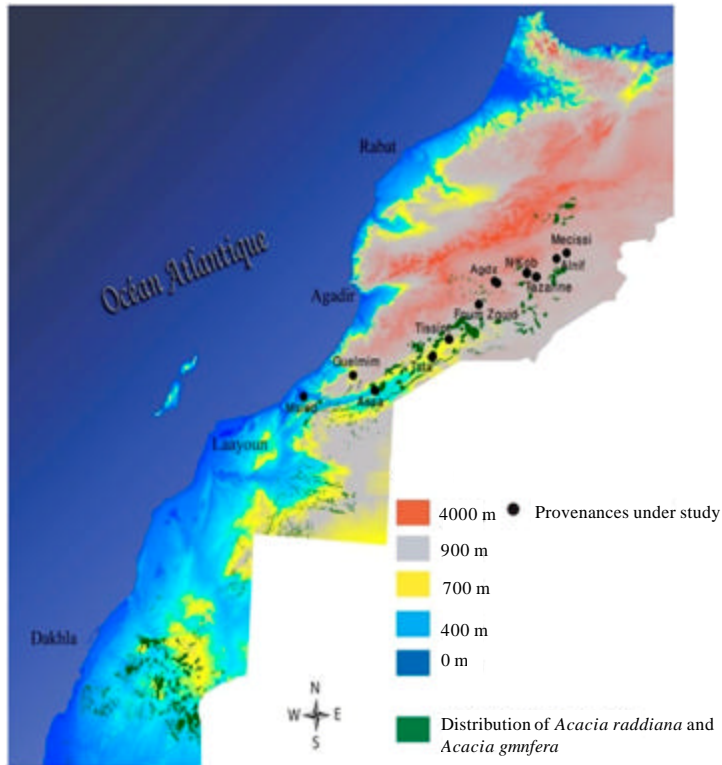 Rabat
Océan Atlantique
Mecissi
Alnif
Agdz
N'Kob
Tazarine
Agadir
Foum Zguid
Tissint
Tata
Guelmim
Assa
Msied
Laayoun
4000 m
Provenances under study
900 m
700 m
400 m
0 m
Dakhla
N
W E
S
Distribution of Acacia raddiana and
Acacia gmnfera